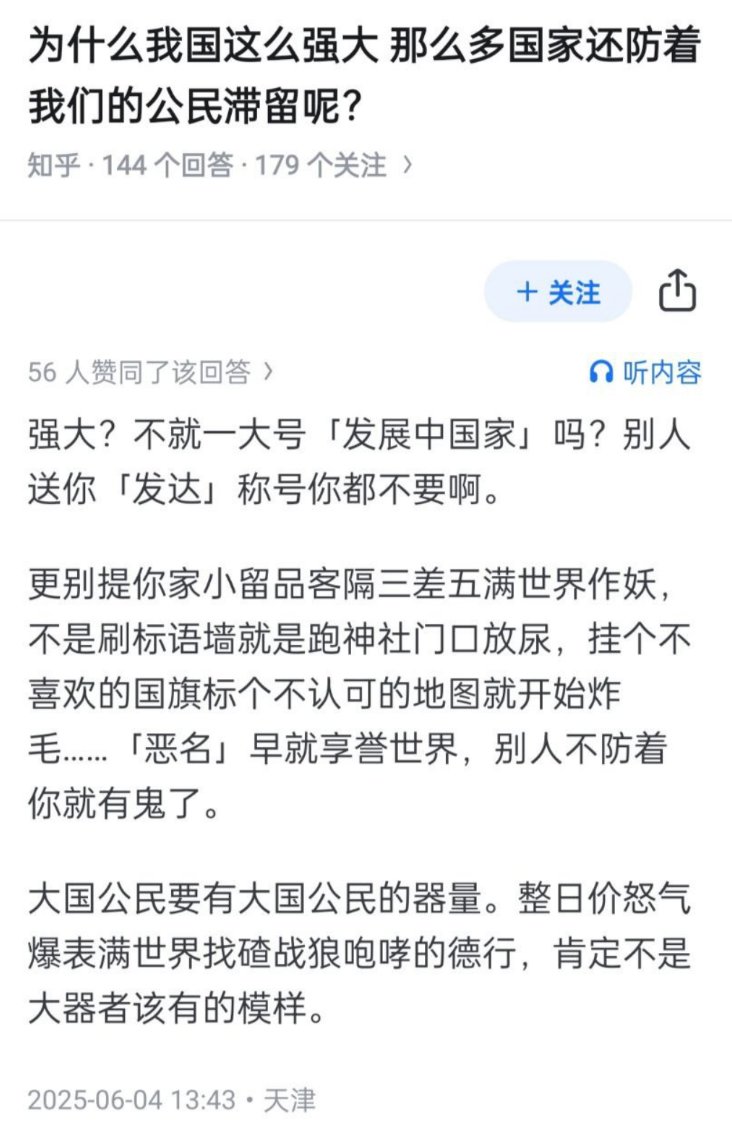 为什么我国这么强大 那么多国家还防着
我们的公民滞留呢？
知乎 · 144 个回答 · 179 个关注 >
+ 关注
56 人赞同了该回答 >
听内容
强大？不就一大号「发展中国家」吗？别人
送你「发达」称号你都不要啊。
更别提你家小留品客隔三差五满世界作妖，
不是刷标语墙就是跑神社门口放尿，挂个不
喜欢的国旗标个不认可的地图就开始炸
毛……「恶名」早就享誉世界，别人不防着
你就有鬼了。
大国公民要有大国公民的器量。整日价怒气
爆表满世界找碴战狼咆哮的德行，肯定不是
大器者该有的模样。
2025-06-04 13:43 · 天津